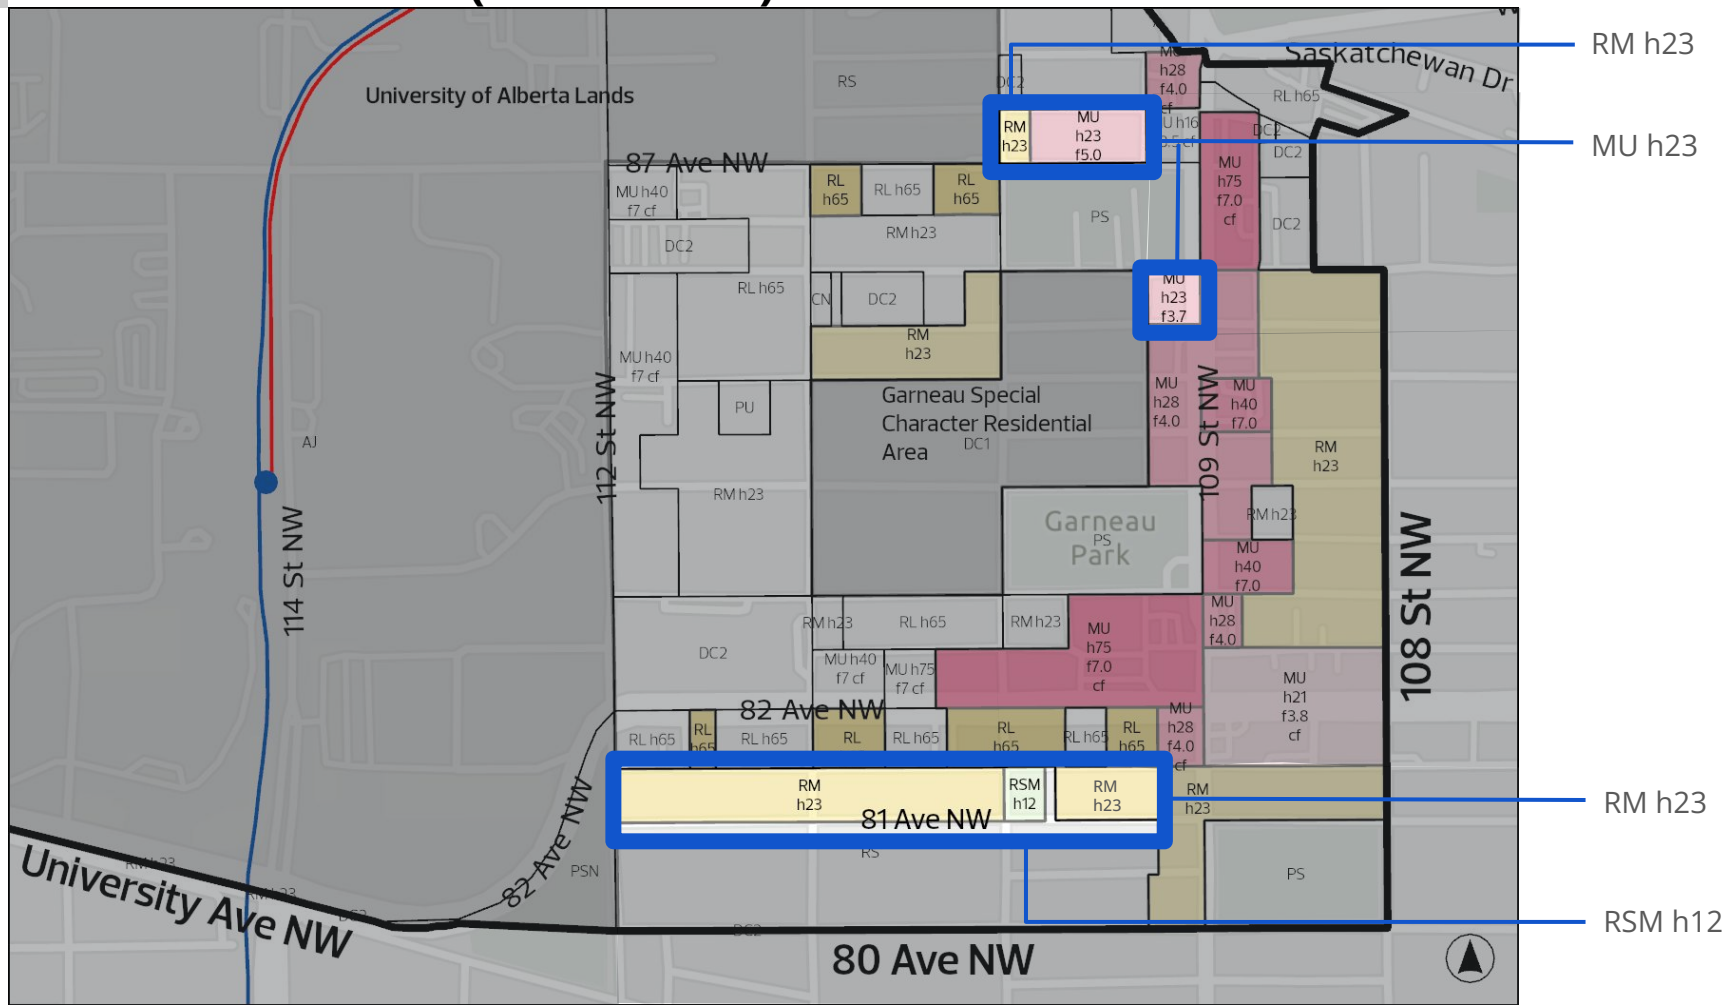 RM h23
Saskatchewan Dr
MU
h28
f4.0
cf
RS
DC2
University of Alberta Lands
RL h65
RM
h23
MU
h23
f5.0
DC2
MU h23
DC2
87 Ave NW
MU
h75
f7.0
cf
RL
h65
RL h65
RL
h65
MU h40
f7 cf
PS
DC2
RM h23
DC2
RL h65
CN
DC2
MU
h23
f3.7
RM
h23
MU h40
f7 cf
112 St NW
PU
Garneau Special
Character Residential
Area
DC1
MU
h28
f4.0
109 St NW
MU
h40
f7.0
AJ
RM
h23
RM h23
114 St NW
Garneau
Park
PS
RM h23
MU
h40
f7.0
108 St NW
RM h23
RL h65
RM h23
MU
h28
f4.0
DC2
MU h40
f7 cf
MU h75
f7 cf
MU
h75
f7.0
cf
MU
h21
f3.8
cf
82 Ave NW
RL h65
RL
h65
RL h65
RL
RL h65
RL
h65
RL h65
RL
h65
MU
h28
f4.0
cf
RM
h23
RSM
h12
RM
h23
RM
h23
RM h23
81 Ave NW
82 Ave NW
RS
PSN
PS
RM h23
RM h23
University Ave NW
DC2
DC2
RSM h12
80 Ave NW